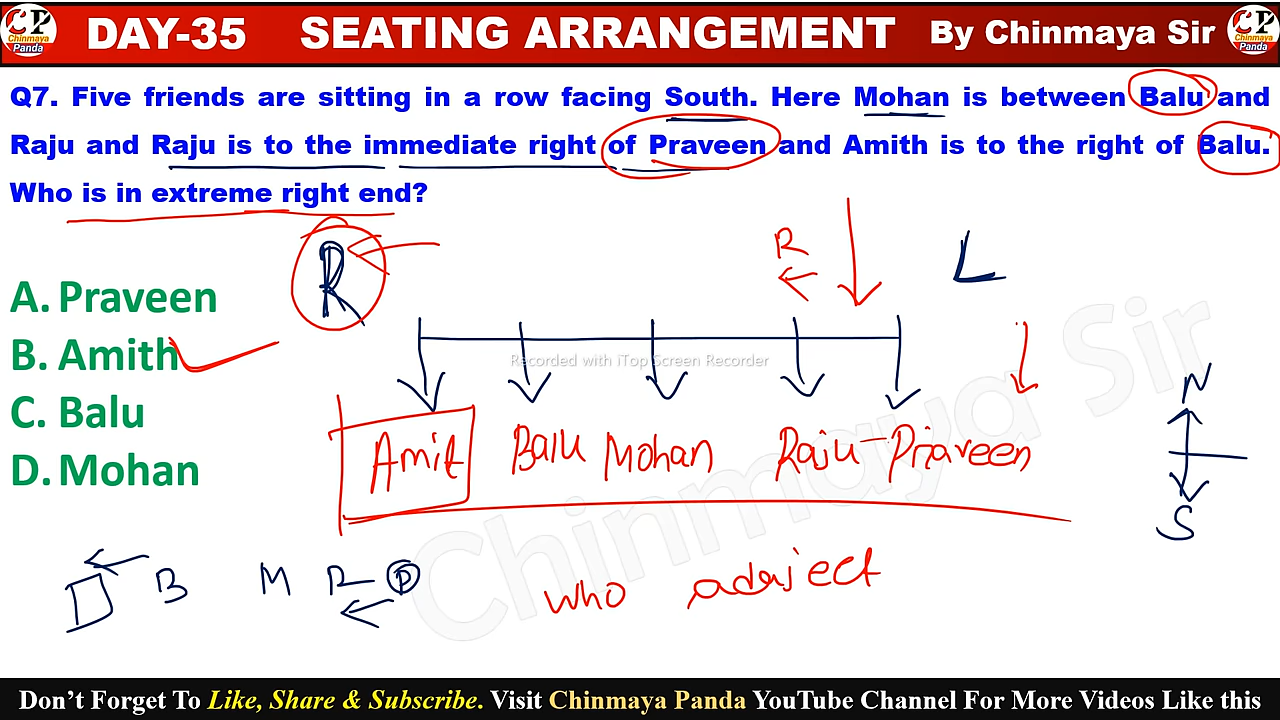 CP Chinmaya Panda
DAY-35 SEATING ARRANGEMENT By Chinmaya Sir
CP Chinmaya Panda
Q7. Five friends are sitting in a row facing South. Here Mohan is between Balu and
Raju and Raju is to the immediate right of Praveen and Amith is to the right of Balu.
Who is in extreme right end?
R
R
L
A. Praveen
B. Amith
C. Balu
D. Mohan
Recorded with iTop Screen Recorder
Chinmaya Sir
N
S
Amit Balu Mohan Raju - Praveen
B M R P
who adaject
Don't Forget To Like, Share & Subscribe. Visit Chinmaya Panda YouTube Channel For More Videos Like this